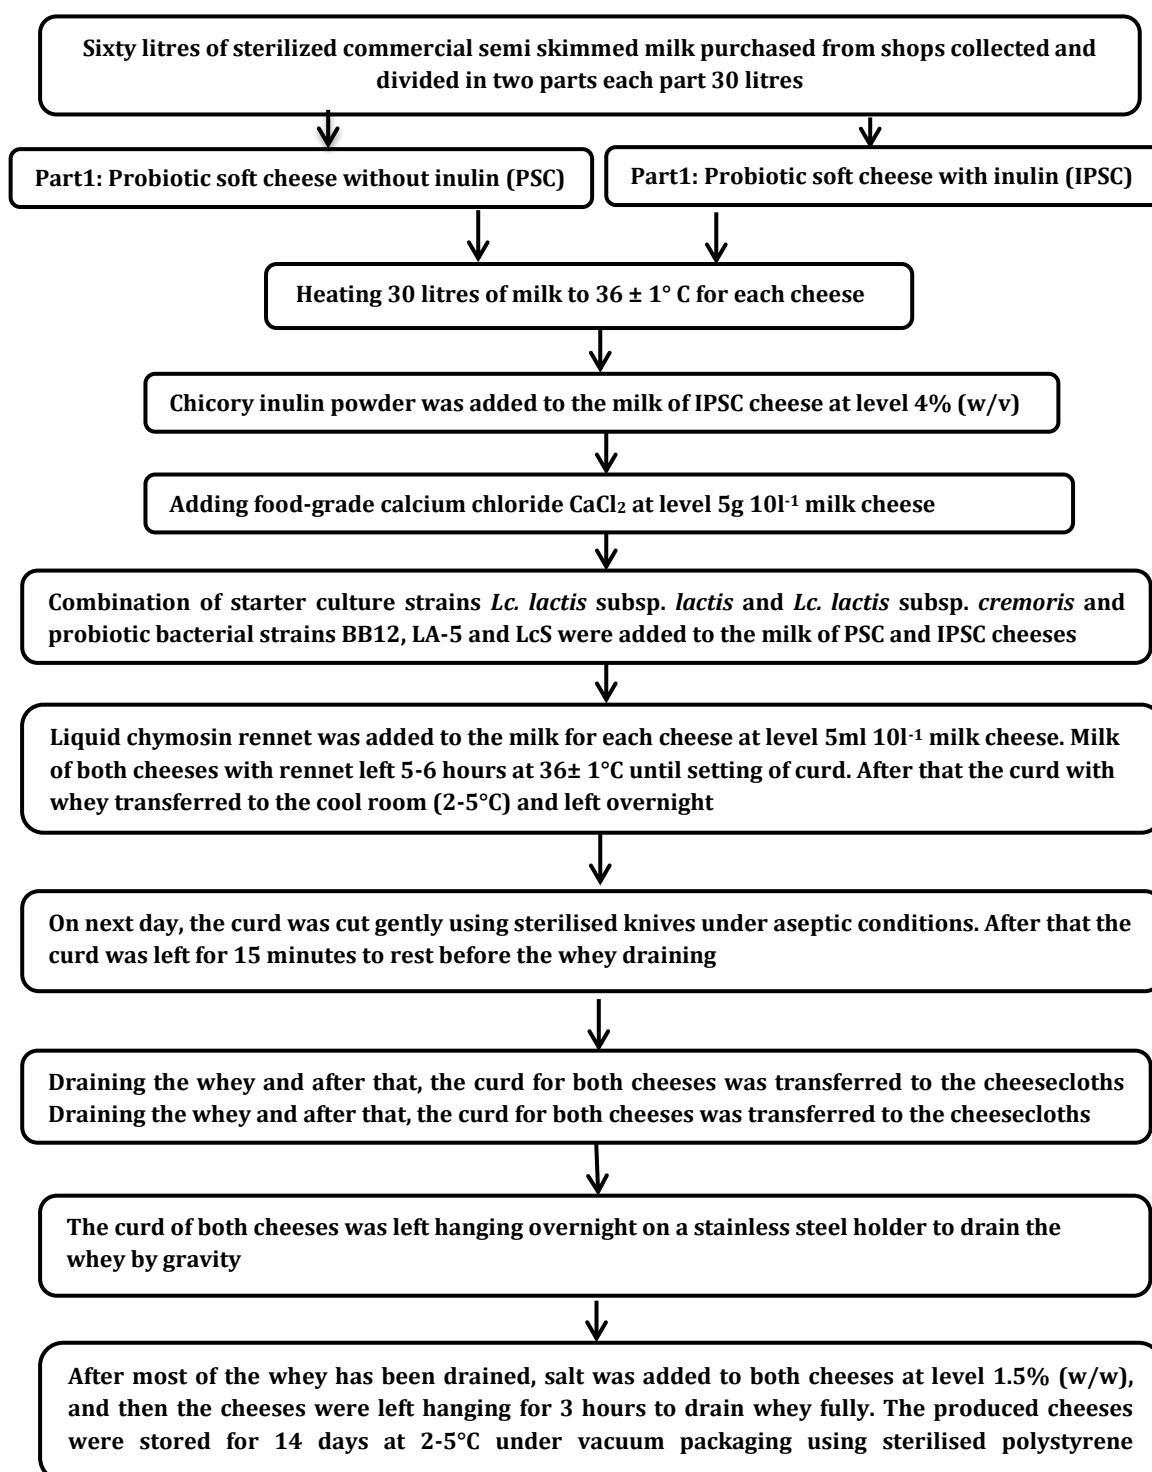 Sixty litres of sterilized commercial semi skimmed milk purchased from shops collected and
divided in two parts each part 30 litres
Part1: Probiotic soft cheese without inulin (PSC)
Part1: Probiotic soft cheese with inulin (IPSC)
Heating 30 litres of milk to 36 ± 1° C for each cheese
Chicory inulin powder was added to the milk of IPSC cheese at level 4% (w/v)
Adding food-grade calcium chloride CaCl₂ at level 5g 10l⁻¹ milk cheese
Combination of starter culture strains Lc. lactis subsp. lactis and Lc. lactis subsp. cremoris and
probiotic bacterial strains BB12, LA-5 and LcS were added to the milk of PSC and IPSC cheeses
Liquid chymosin rennet was added to the milk for each cheese at level 5ml 10l⁻¹ milk cheese. Milk
of both cheeses with rennet left 5-6 hours at 36± 1°C until setting of curd. After that the curd with
whey transferred to the cool room (2-5°C) and left overnight
On next day, the curd was cut gently using sterilised knives under aseptic conditions. After that the
curd was left for 15 minutes to rest before the whey draining
Draining the whey and after that, the curd for both cheeses was transferred to the cheesecloths
Draining the whey and after that, the curd for both cheeses was transferred to the cheesecloths
The curd of both cheeses was left hanging overnight on a stainless steel holder to drain the
whey by gravity
After most of the whey has been drained, salt was added to both cheeses at level 1.5% (w/w),
and then the cheeses were left hanging for 3 hours to drain whey fully. The produced cheeses
were stored for 14 days at 2-5°C under vacuum packaging using sterilised polystyrene